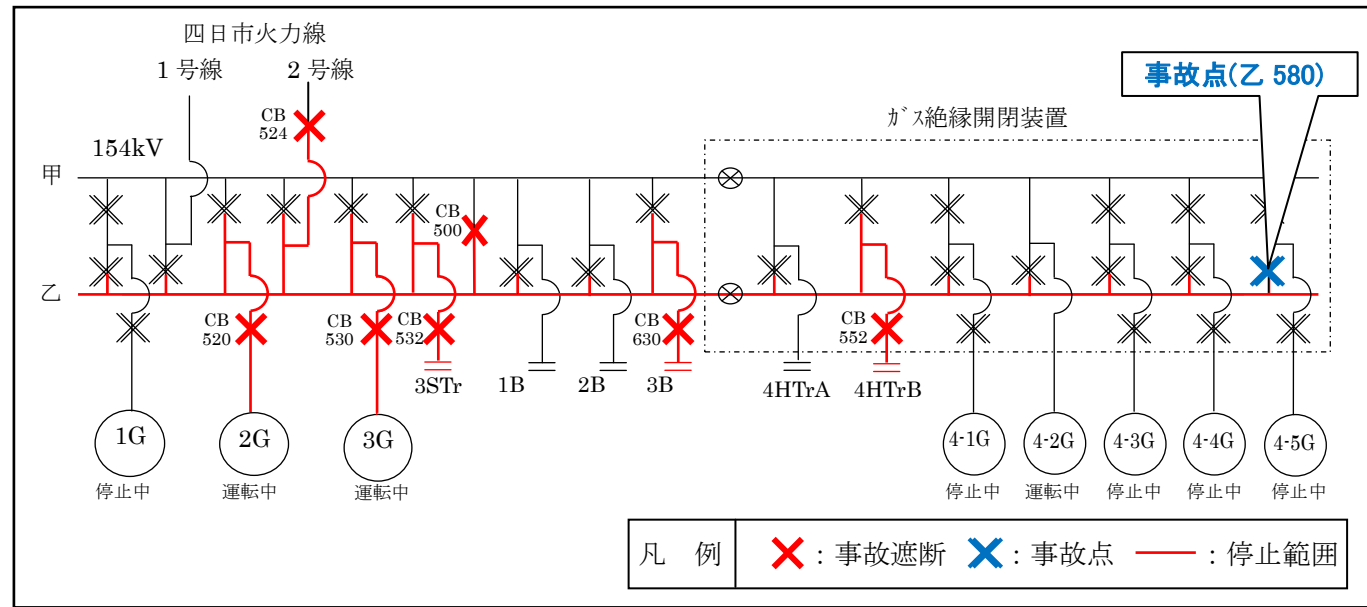 四日市火力線
1 号線
2 号線
事故点(乙 580)
CB
524
ｶﾞｽ絶縁開閉装置
154kV
甲
CB
500
乙
CB
520
CB
530
CB
532
CB
630
CB
552
3STr
1B
2B
3B
4HTrA
4HTrB
1G
2G
3G
4-1G
4-2G
4-3G
4-4G
4-5G
停止中
運転中
運転中
停止中
運転中
停止中
停止中
停止中
凡 例
：事故遮断
：事故点
：停止範囲